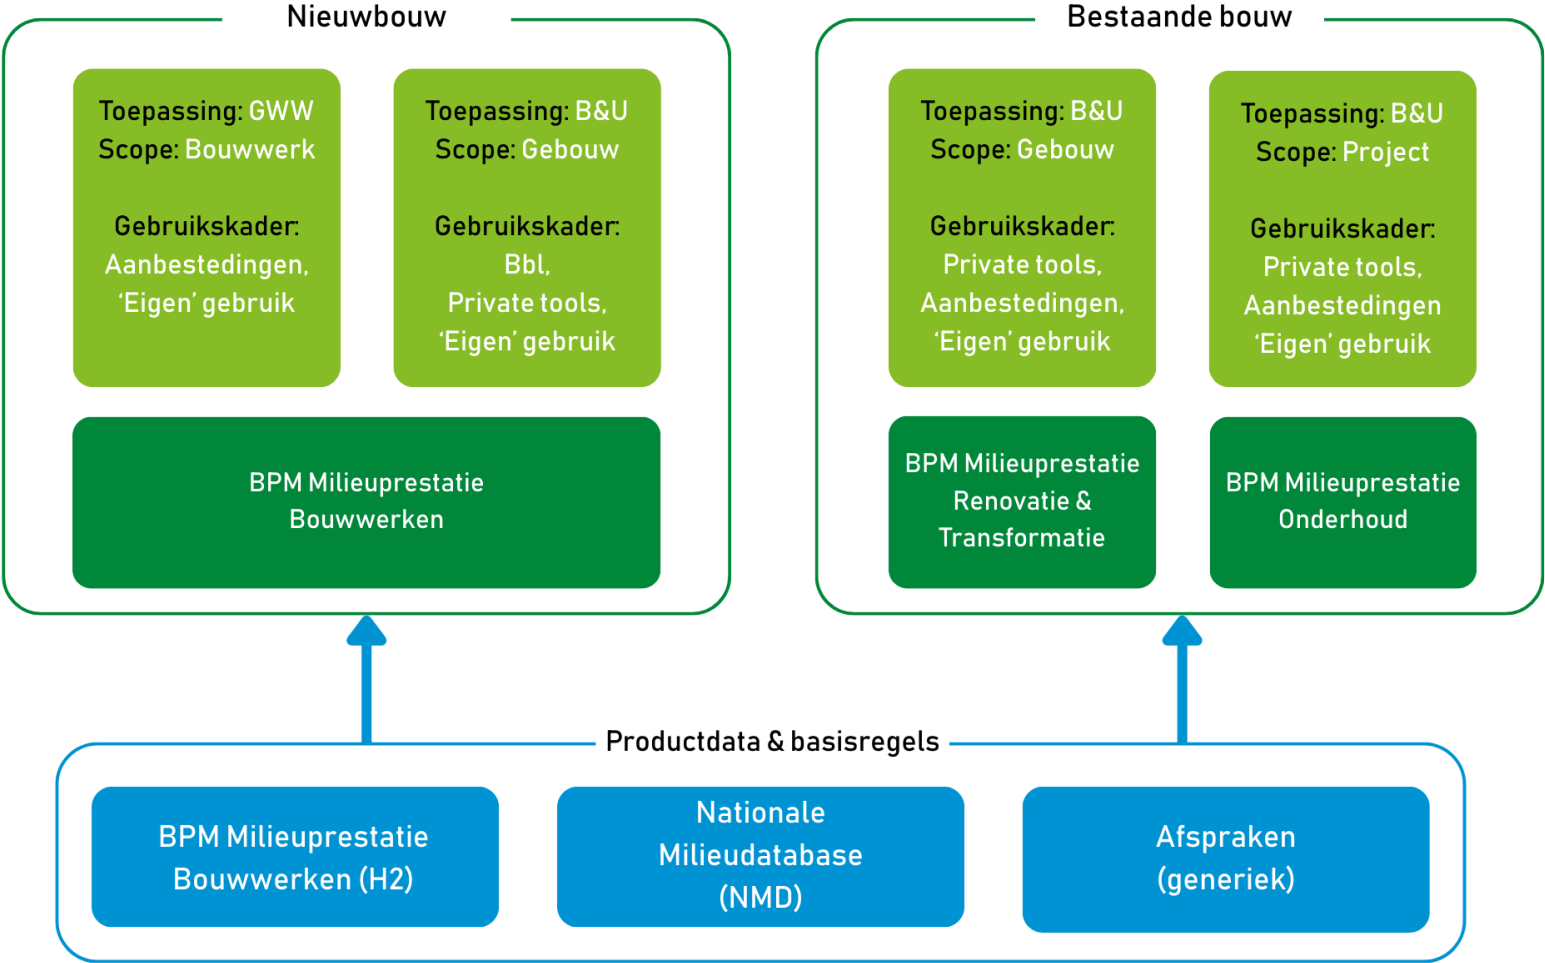 Nieuwbouw
Toepassing: GWW
Scope: Bouwwerk
Gebruikskader:
Aanbestedingen,
‘Eigen’ gebruik
Toepassing: B&U
Scope: Gebouw
Gebruikskader:
Bbl,
Private tools,
‘Eigen’ gebruik
BPM Milieuprestatie
Bouwwerken
Bestaande bouw
Toepassing: B&U
Scope: Gebouw
Gebruikskader:
Private tools,
Aanbestedingen,
‘Eigen’ gebruik
Toepassing: B&U
Scope: Project
Gebruikskader:
Private tools,
Aanbestedingen
‘Eigen’ gebruik
BPM Milieuprestatie
Renovatie &
Transformatie
BPM Milieuprestatie
Onderhoud
Productdata & basisregels
BPM Milieuprestatie
Bouwwerken (H2)
Nationale
Milieudatabase
(NMD)
Afspraken
(generiek)